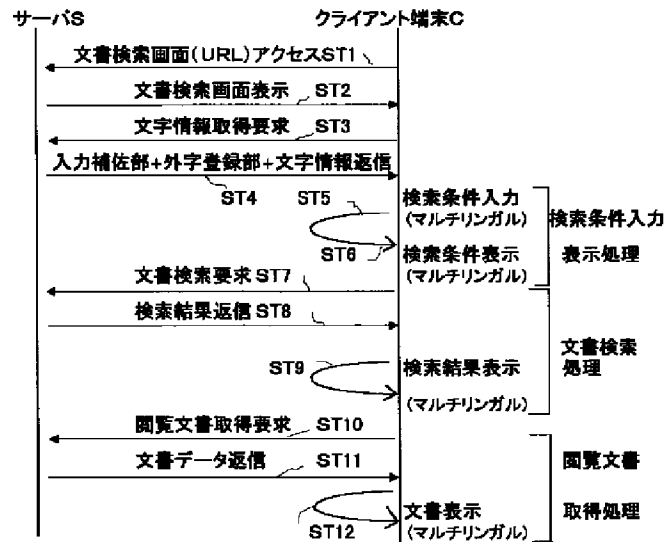 サーバS
クライアント端末C
文書検索画面(URL)アクセスST1
文書検索画面表示 ST2
文字情報取得要求 ST3
入力補佐部+外字登録部+文字情報返信
ST4
ST5
検索条件入力
(マルチリンガル)
検索条件入力
ST6
検索条件表示
(マルチリンガル)
表示処理
文書検索要求 ST7
検索結果返信 ST8
文書検索
処理
ST9
検索結果表示
(マルチリンガル)
閲覧文書取得要求 ST10
文書データ返信 ST11
閲覧文書
文書表示
取得処理
ST12
(マルチリンガル)